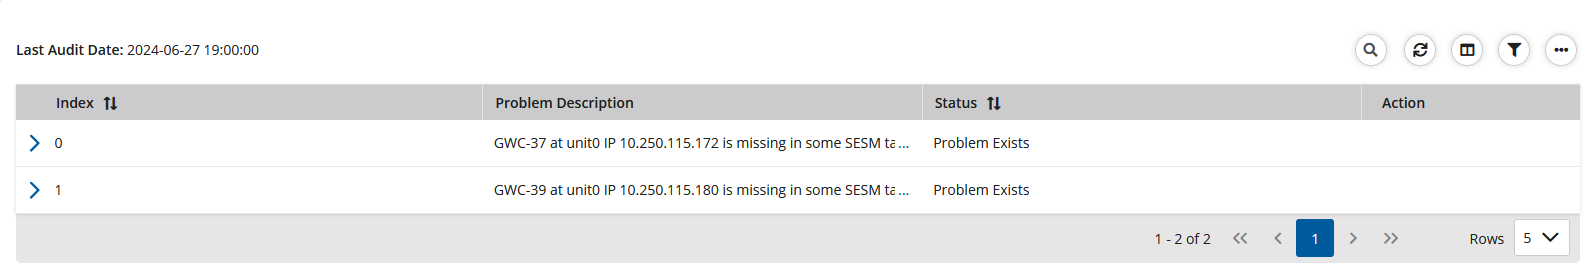 Last Audit Date: 2024-06-27 19:00:00
Index Problem Description Status Action
0 GWC-37 at unit0 IP 10.250.115.172 is missing in some SESM ta... Problem Exists
1 GWC-39 at unit0 IP 10.250.115.180 is missing in some SESM ta... Problem Exists
1 - 2 of 2 1 Rows 5